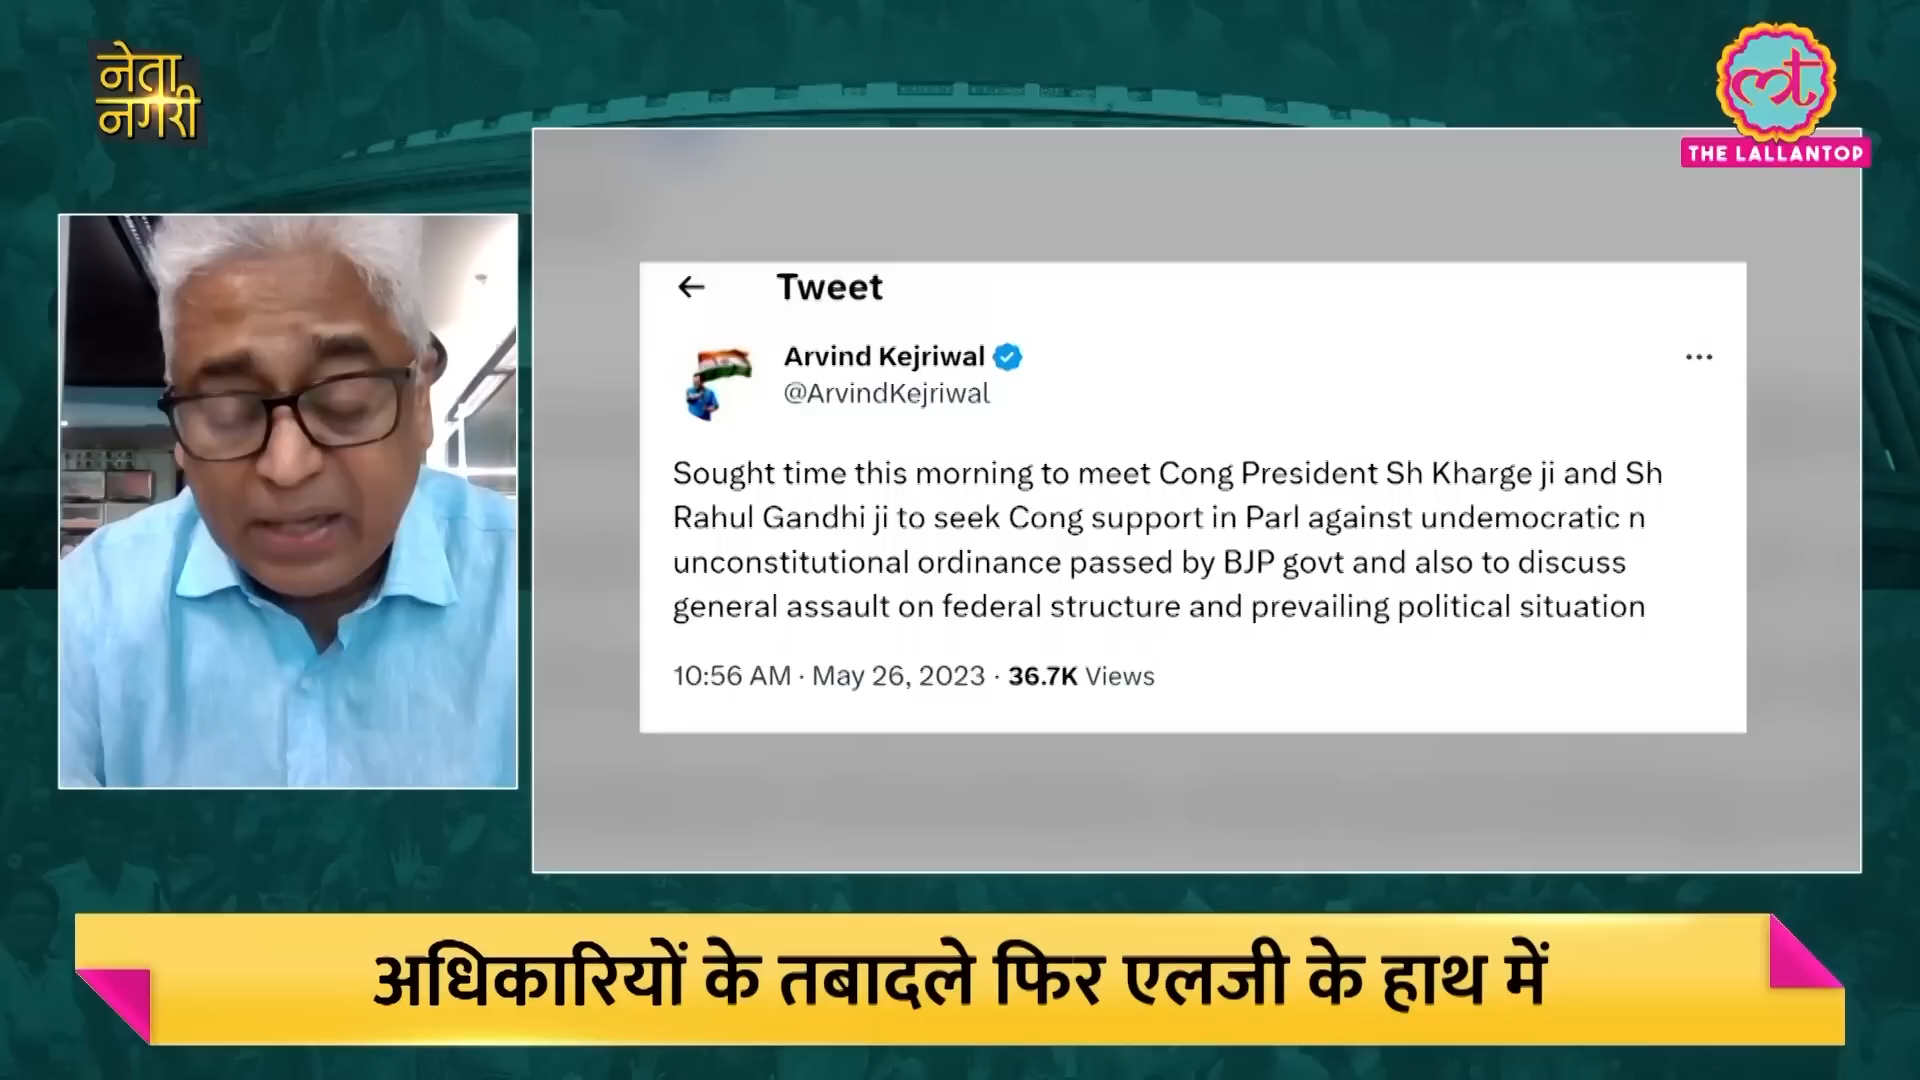 नेता
नगरी
THE LALLANTOP
Tweet
Arvind Kejriwal
@ArvindKejriwal
Sought time this morning to meet Cong President Sh Kharge ji and Sh
Rahul Gandhi ji to seek Cong support in Parl against undemocratic n
unconstitutional ordinance passed by BJP govt and also to discuss
general assault on federal structure and prevailing political situation
10:56 AM · May 26, 2023 · 36.7K Views
अधिकारियों के तबादले फिर एलजी के हाथ में